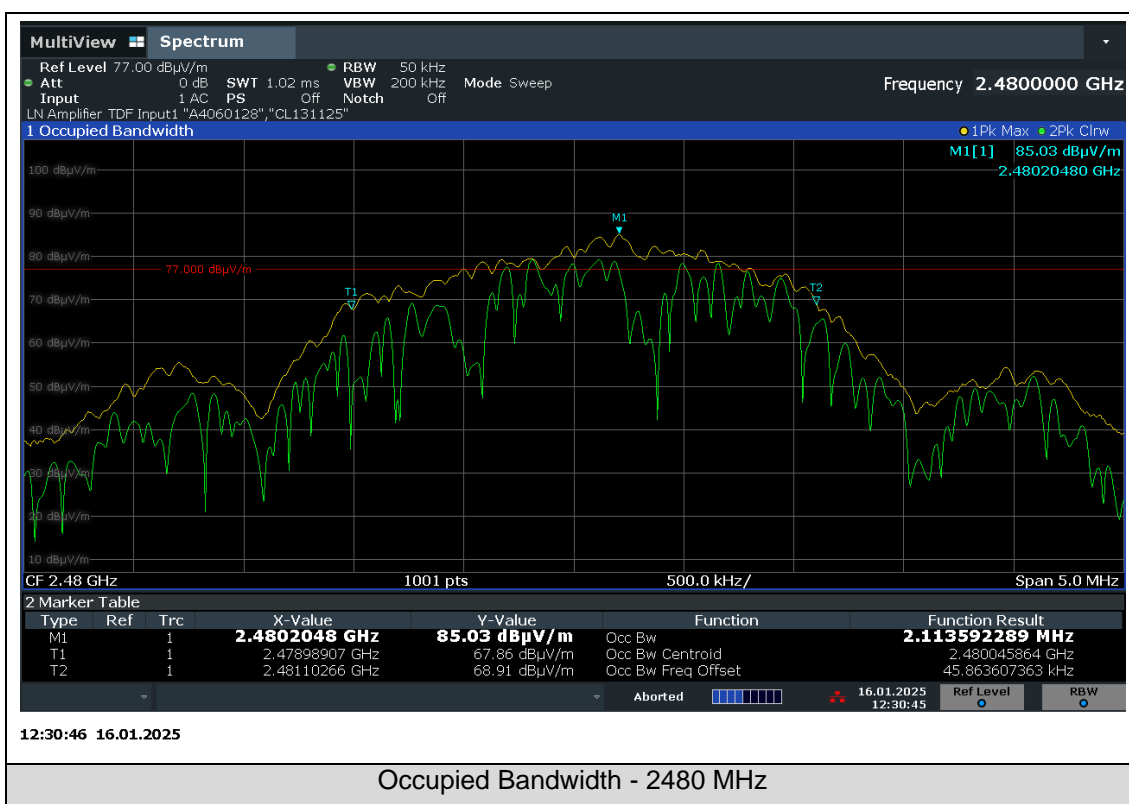 MultiView Spectrum
Ref Level 77.00 dBµV/m RBW 50 kHz
Att 0 dB SWT 1.02 ms VBW 200 kHz Mode Sweep Frequency 2.4800000 GHz
Input 1 AC PS Off Notch Off
LN Amplifier TDF Input1 "A4060128","CL131125"
1 Occupied Bandwidth 1Pk Max 2Pk Clrw
M1[1] 85.03 dBµV/m
2.48020480 GHz
100 dBµV/m
90 dBµV/m
M1
80 dBµV/m
77.000 dBµV/m
T1
T2
70 dBµV/m
60 dBµV/m
50 dBµV/m
40 dBµV/m
30 dBµV/m
20 dBµV/m
10 dBµV/m
CF 2.48 GHz 1001 pts 500.0 kHz/ Span 5.0 MHz
2 Marker Table
Type Ref Trc X-Value Y-Value Function Function Result
M1 1 2.4802048 GHz 85.03 dBµV/m Occ Bw 2.113592289 MHz
T1 1 2.47898907 GHz 67.86 dBµV/m Occ Bw Centroid 2.480045864 GHz
T2 1 2.48110266 GHz 68.91 dBµV/m Occ Bw Freq Offset 45.863607363 kHz
Aborted 16.01.2025 12:30:45 Ref Level RBW
12:30:46 16.01.2025
Occupied Bandwidth - 2480 MHz